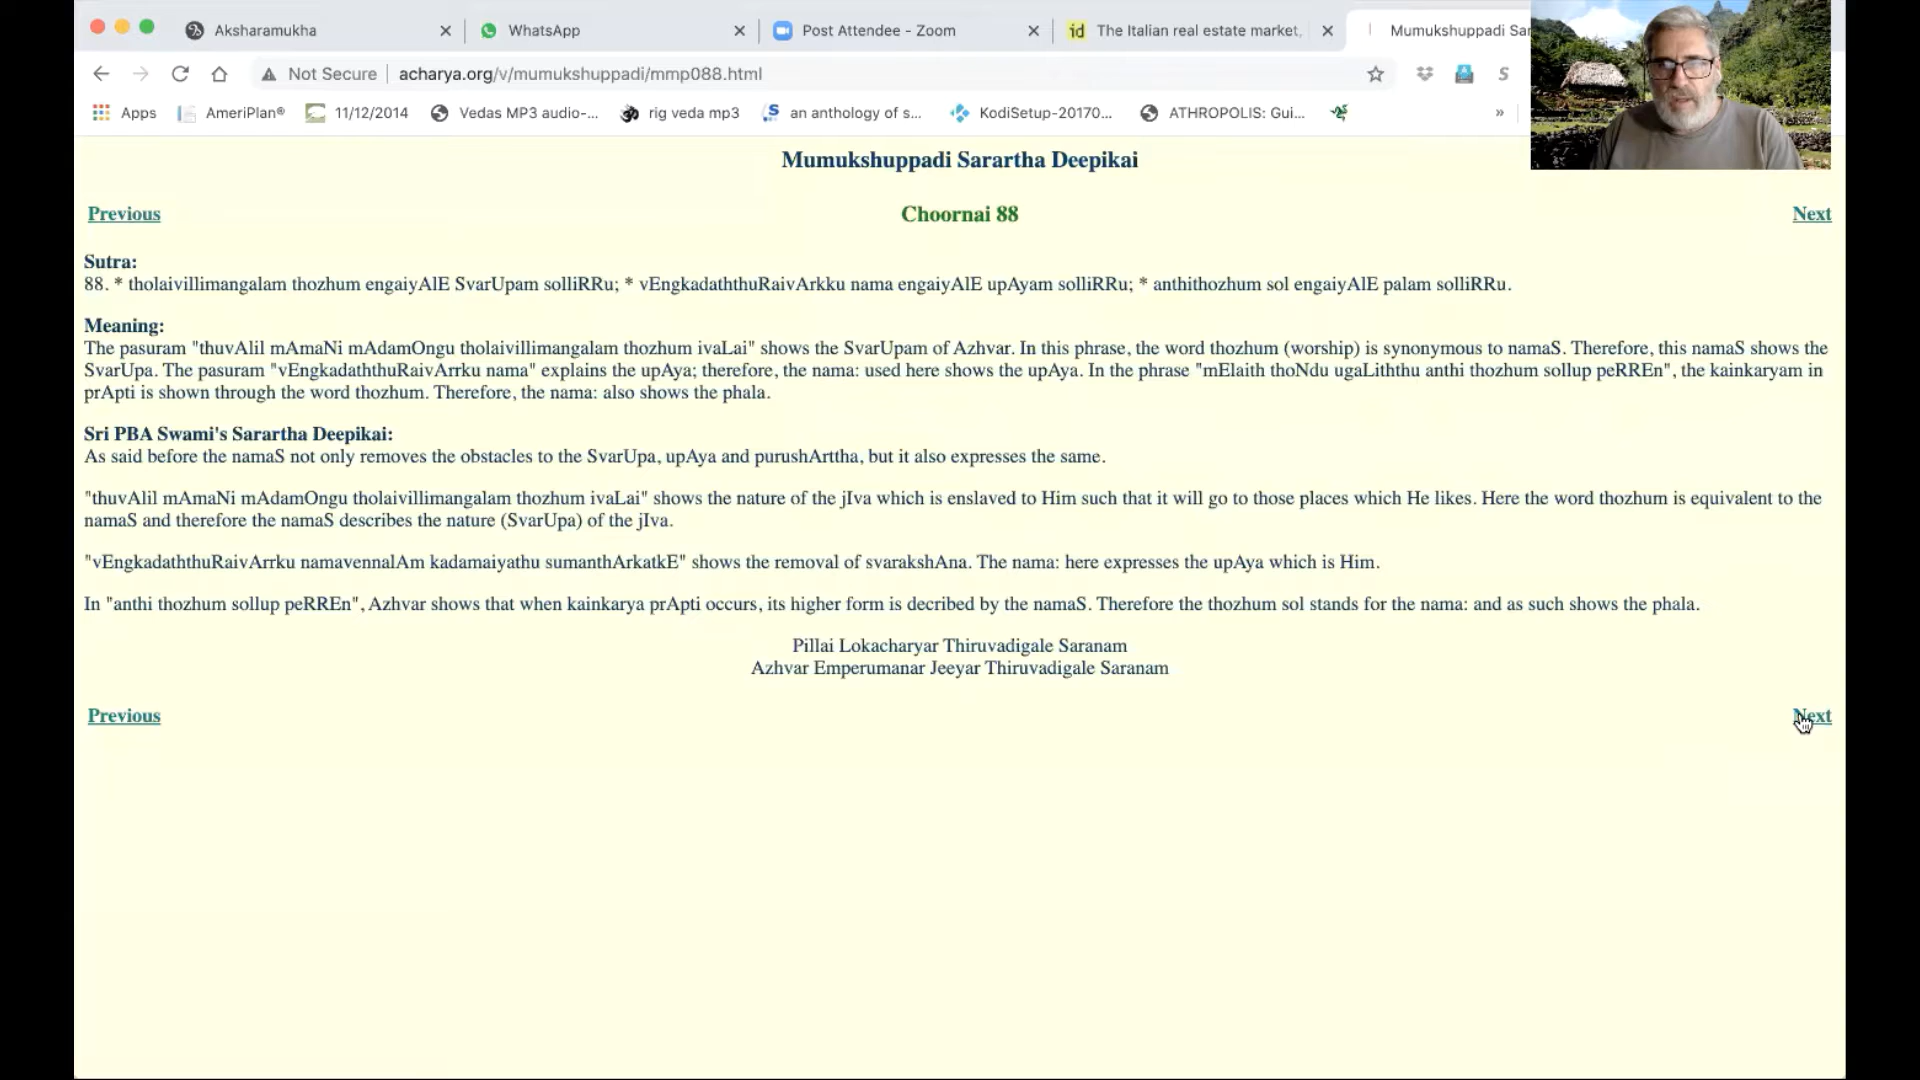 Aksharamukha
WhatsApp
Post Attendee - Zoom
id The Italian real estate market,
Mumukshuppadi Sar
Not Secure acharya.org/v/mumukshuppadi/mmp088.html
S
Apps AmeriPlan® 11/12/2014 Vedas MP3 audio-... rig veda mp3 S an anthology of s... KodiSetup-20170... ATHROPOLIS: Gui... »
Mumukshuppadi Sarartha Deepikai
Previous Choornai 88 Next
Sutra:
88. * tholaivillimangalam thozhum engaiyAlE SvarUpam solliRRu; * vEngkadaththuRaivArkku nama engaiyAlE upAyam solliRRu; * anthithozhum sol engaiyAlE palam solliRRu.
Meaning:
The pasuram "thuvAlil mAmaNi mAdamOngu tholaivillimangalam thozhum ivaLai" shows the SvarUpam of Azhvar. In this phrase, the word thozhum (worship) is synonymous to namaS. Therefore, this namaS shows the
SvarUpa. The pasuram "vEngkadaththuRaivArrku nama" explains the upAya; therefore, the nama: used here shows the upAya. In the phrase "mElaith thoNdu ugaLiththu anthi thozhum sollup peRREn", the kainkaryam in
prApti is shown through the word thozhum. Therefore, the nama: also shows the phala.
Sri PBA Swami's Sarartha Deepikai:
As said before the namaS not only removes the obstacles to the SvarUpa, upAya and purushArttha, but it also expresses the same.
"thuvAlil mAmaNi mAdamOngu tholaivillimangalam thozhum ivaLai" shows the nature of the jIva which is enslaved to Him such that it will go to those places which He likes. Here the word thozhum is equivalent to the
namaS and therefore the namaS describes the nature (SvarUpa) of the jIva.
"vEngkadaththuRaivArrku namavennalAm kadamaiyathu sumanthArkatkE" shows the removal of svarakshAna. The nama: here expresses the upAya which is Him.
In "anthi thozhum sollup peRREn", Azhvar shows that when kainkarya prApti occurs, its higher form is decribed by the namaS. Therefore the thozhum sol stands for the nama: and as such shows the phala.
Pillai Lokacharyar Thiruvadigale Saranam
Azhvar Emperumanar Jeeyar Thiruvadigale Saranam
Previous Next